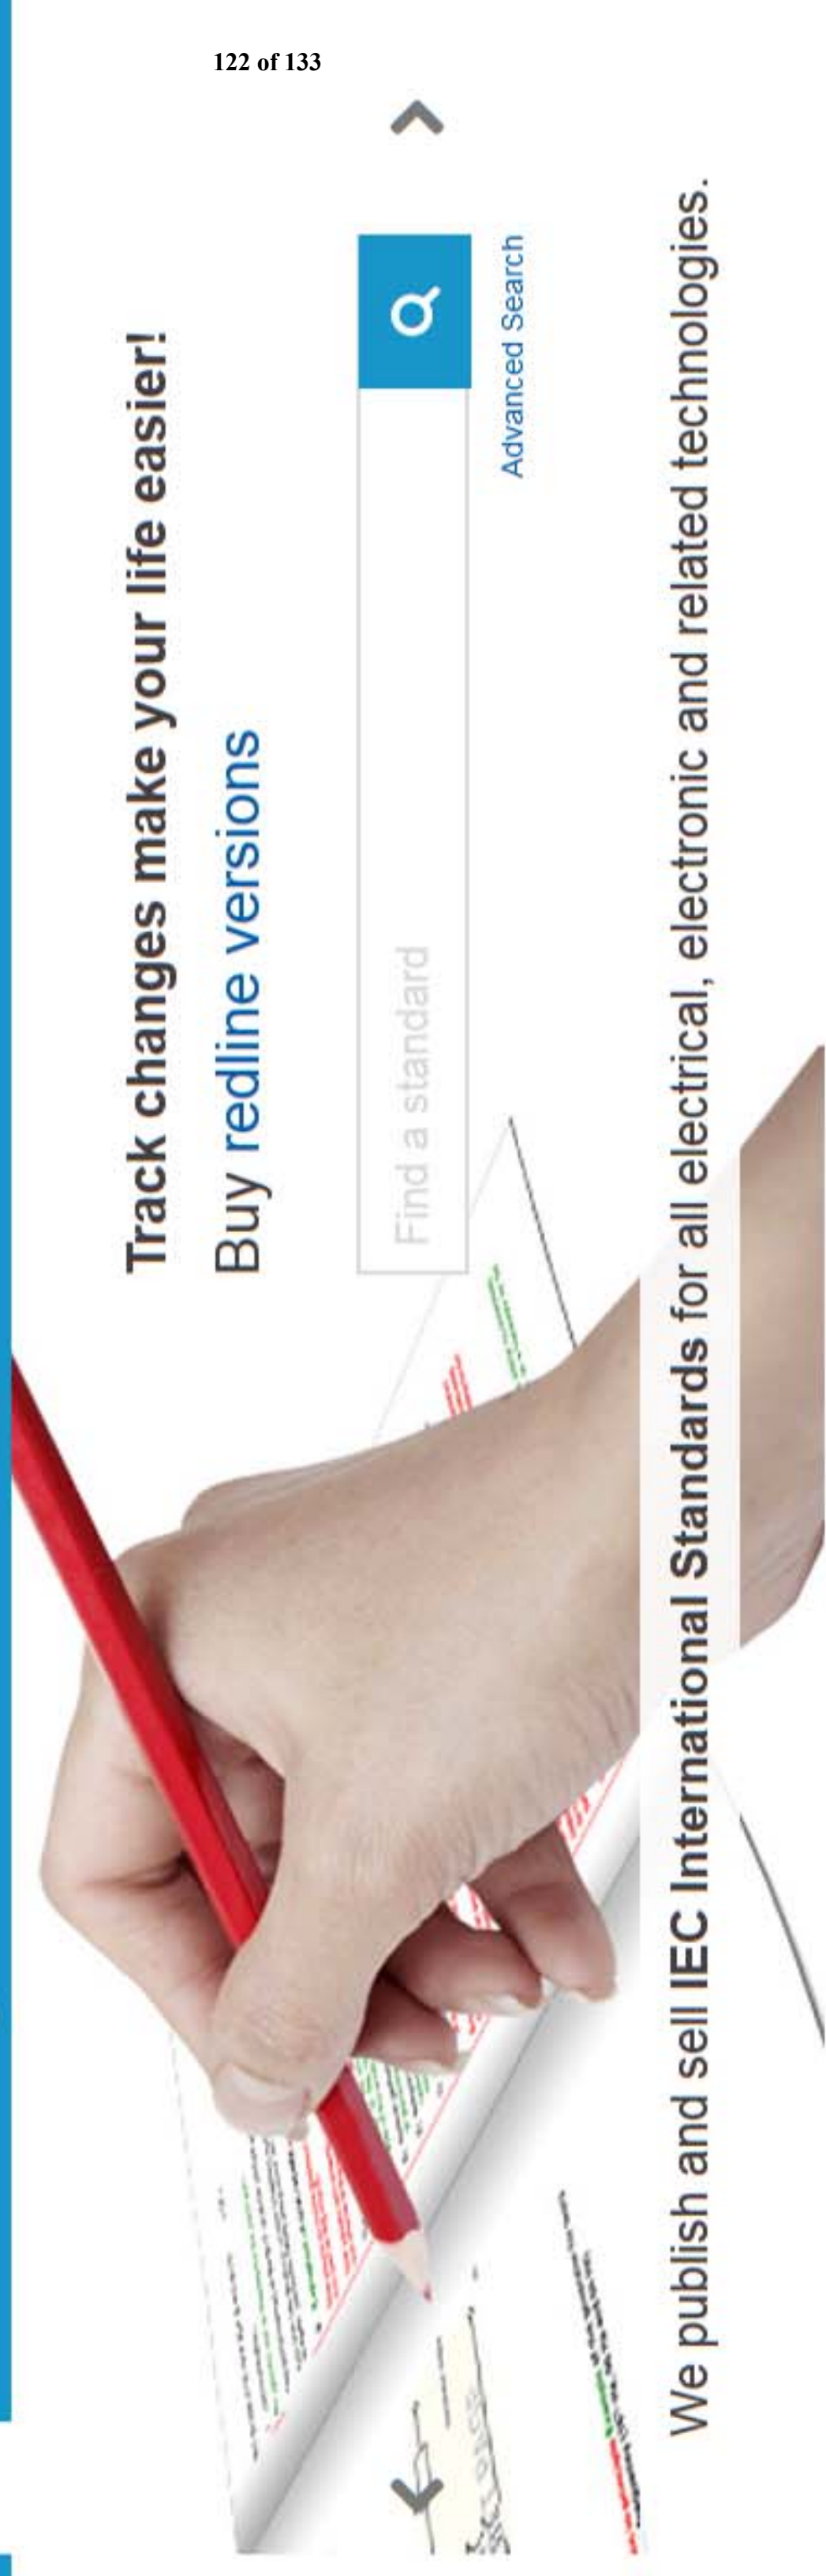 122 of 133
Track changes make your life easier!
Buy redline versions
Find a standard
Advanced Search
We publish and sell IEC International Standards for all electrical, electronic and related technologies.